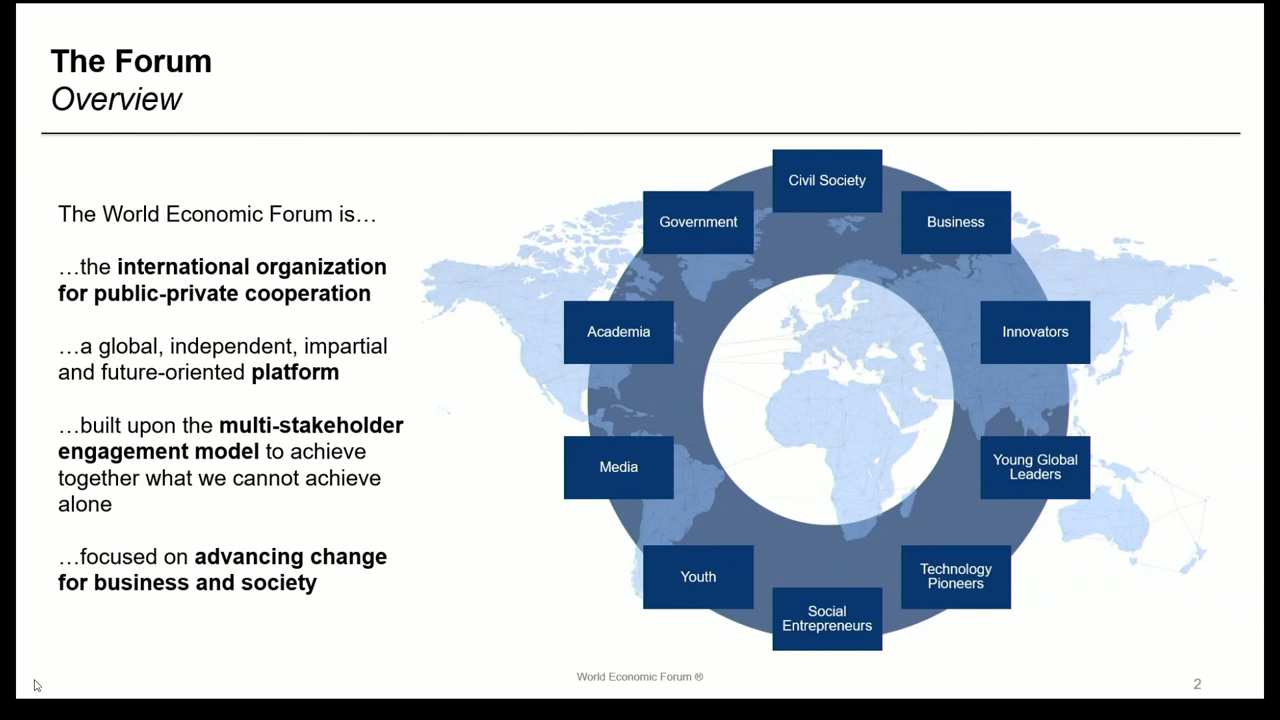 The Forum
Overview
The World Economic Forum is…
…the international organization
for public-private cooperation
…a global, independent, impartial
and future-oriented platform
…built upon the multi-stakeholder
engagement model to achieve
together what we cannot achieve
alone
…focused on advancing change
for business and society
Civil Society
Government
Business
Academia
Innovators
Media
Young Global
Leaders
Youth
Technology
Pioneers
Social
Entrepreneurs
World Economic Forum ®
2